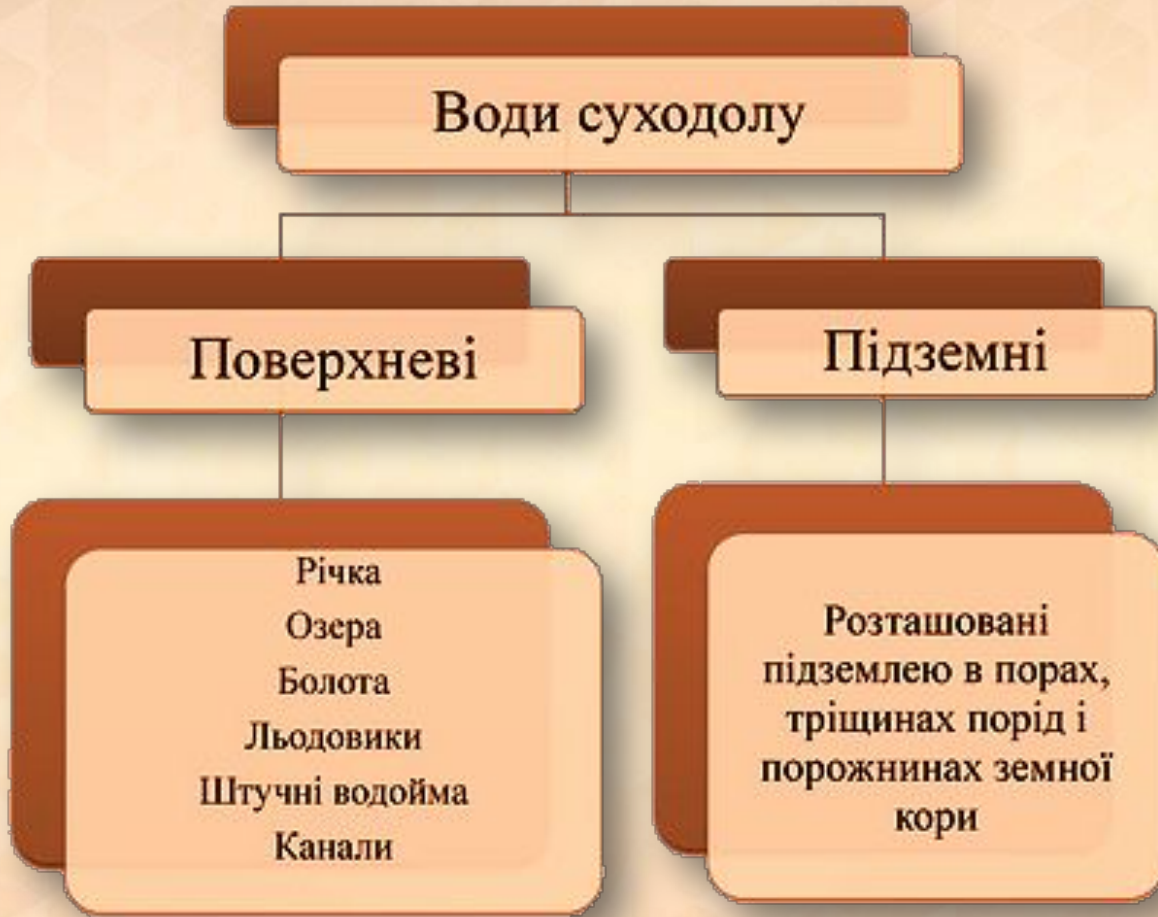 Води суходолу
Поверхневі
Підземні
Річка
Озера
Болота
Льодовики
Штучні водойма
Канали
Розташовані
підземлею в порах,
тріщинах порід і
порожнинах земної
кори